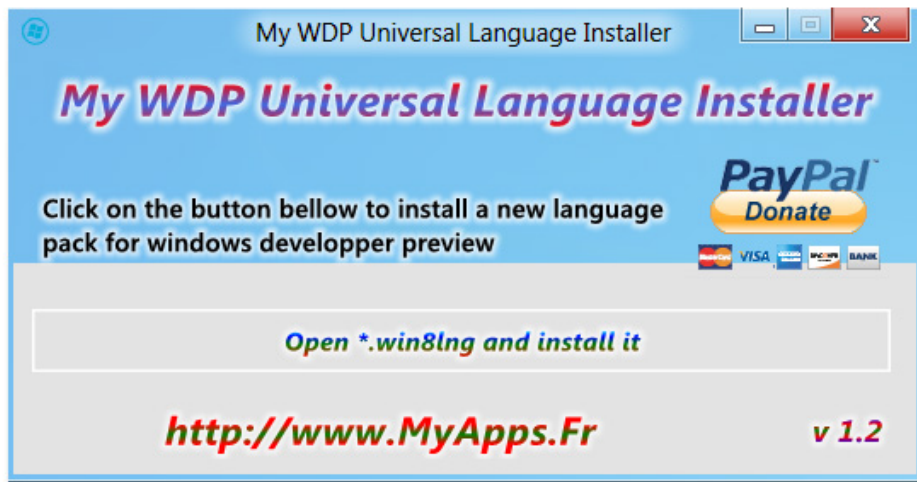 My WDP Universal Language Installer
My WDP Universal Language Installer
PayPal
Donate
Click on the button bellow to install a new language
pack for windows developper preview
VISA
BANK
Open *.win8lng and install it
http://www.MyApps.Fr
v 1.2